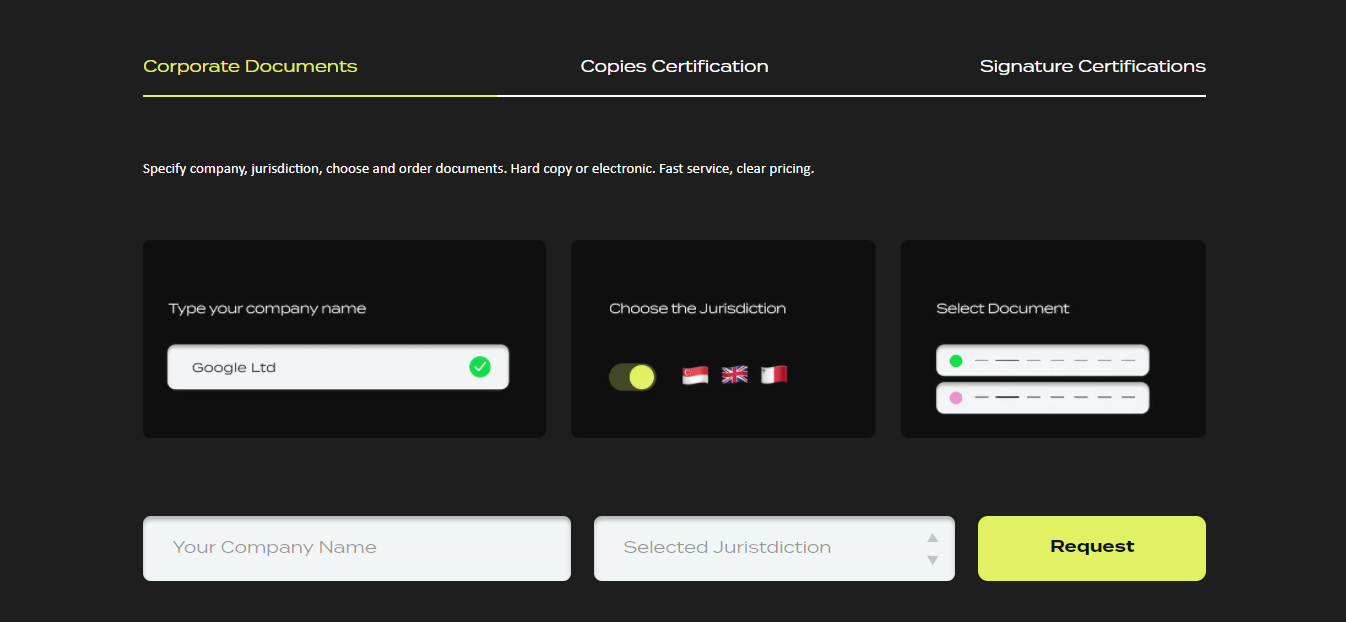 Corporate Documents
Copies Certification
Signature Certifications
Specify company, jurisdiction, choose and order documents. Hard copy or electronic. Fast service, clear pricing.
Type your company name
Google Ltd
Choose the Jurisdiction
Select Document
Your Company Name
Selected Juristdiction
Request